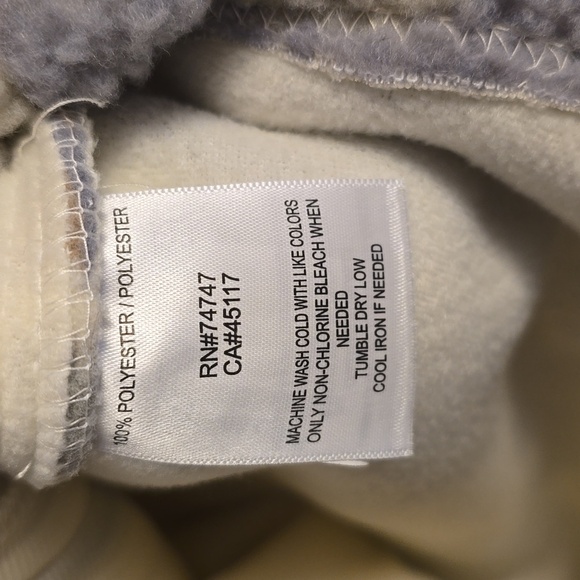 100% POLYESTER / POLYESTER
RN#74747
CA#45117
MACHINE WASH COLD WITH LIKE COLORS
ONLY NON-CHLORINE BLEACH WHEN
NEEDED
TUMBLE DRY LOW
COOL IRON IF NEEDED